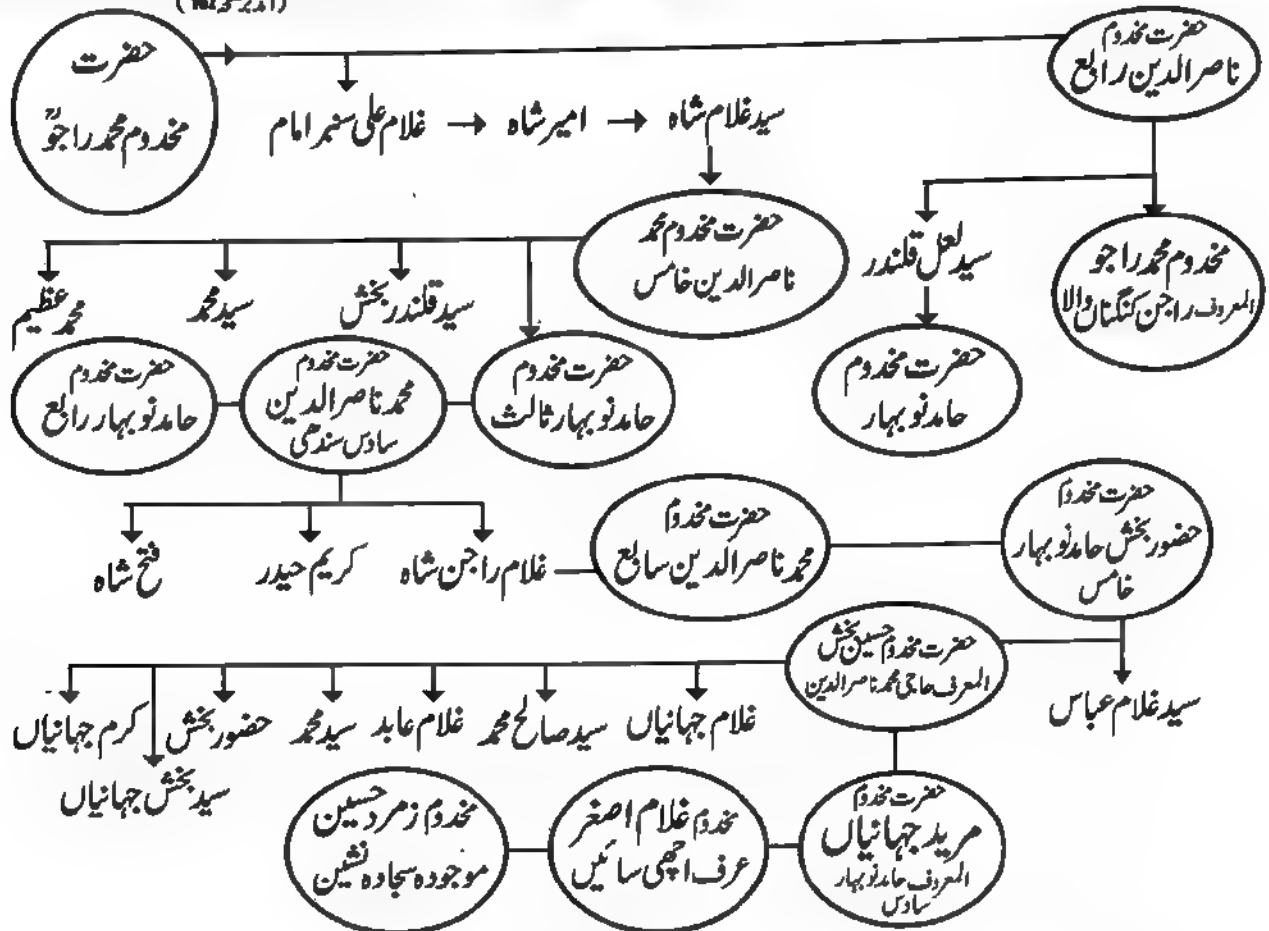 حضرت
مخدوم محمد راجوؒ
حضرت مخدوم
ناصر الدین رابع
سید غلام شاہ → امیر شاہ → غلام علی سنبر امام
حضرت مخدوم محمد
ناصر الدین خامس
سید لعل قلندر
مخدوم محمد راجو
المعروف راجن کنگناں والا
سید قلندر بخش
سید محمد
محمد عظیم
حضرت مخدوم
حامد نوبہار
حضرت مخدوم
حامد نوبہار ثالث
حضرت مخدوم
محمد ناصر الدین
سادس سندھی
حضرت مخدوم
حامد نوبہار رابع
غلام راجن شاہ
کریم حیدر
فتح شاہ
حضرت مخدوم
محمد ناصر الدین سابع
حضرت مخدوم
حضور بخش حامد نوبہار
خامس
سید غلام عباس
حضرت مخدوم حسین بخش
المعرف حاجی محمد ناصر الدین
غلام جہانیاں
سید صالح محمد
غلام عابد
سید محمد
حضور بخش
کرم جہانیاں
سید بخش جہانیاں
حضرت مخدوم
مرید جہانیاں
المعروف حامد نوبہار
سادس
مخدوم غلام اصغر
عرف اچھی سائیں
مخدوم زمرد حسین
موجودہ سجادہ نشین